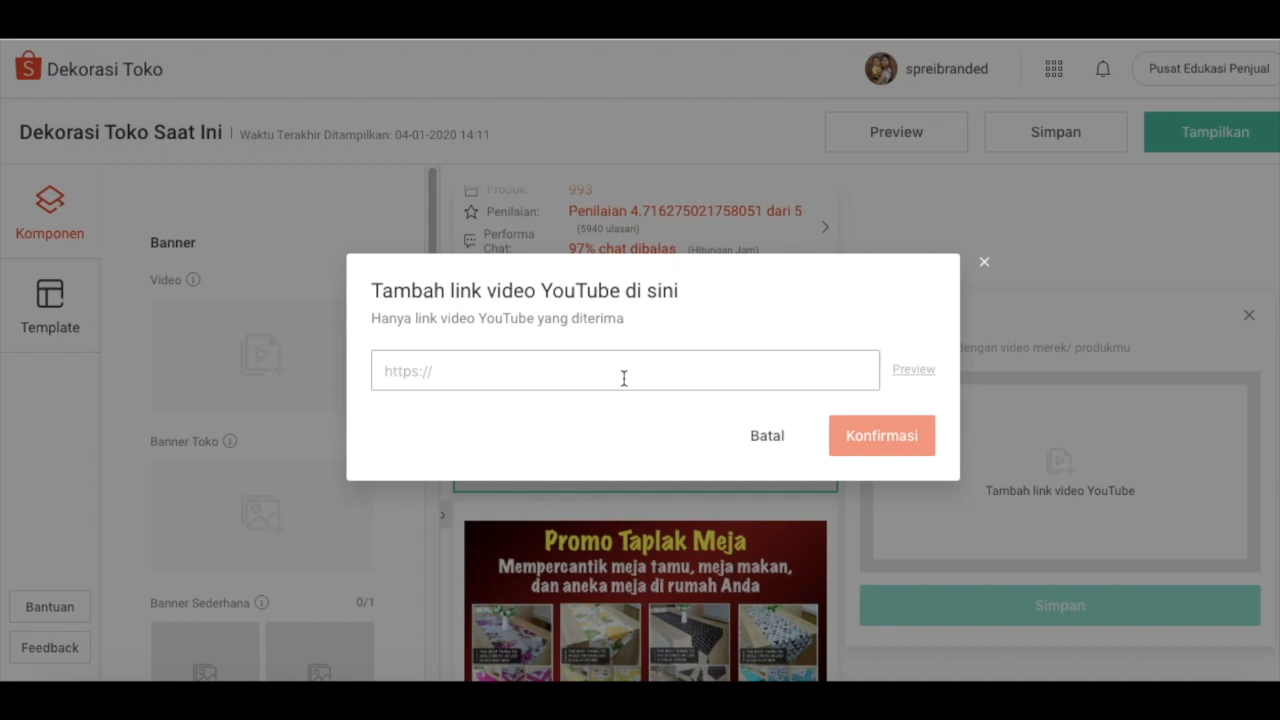 Dekorasi Toko
spreibranded
Pusat Edukasi Penjual
Dekorasi Toko Saat Ini | Waktu Terakhir Ditampilkan: 04-01-2020 14:11
Preview
Simpan
Tampilkan
Komponen
Template
Bantuan
Feedback
Banner
Video
Banner Toko
Banner Sederhana 0/1
Produk: 993
Penilaian: Penilaian 4.716275021758051 dari 5
(5940 ulasan)
Performa
Chat: 97% chat dibalas (Hitungan Jam)
Tambah link video YouTube di sini
Hanya link video YouTube yang diterima
https://
Preview
Batal
Konfirmasi
Promo Taplak Meja
Mempercantik meja tamu, meja makan,
dan aneka meja di rumah Anda
dengan video merek/ produkmu
Tambah link video YouTube
Simpan